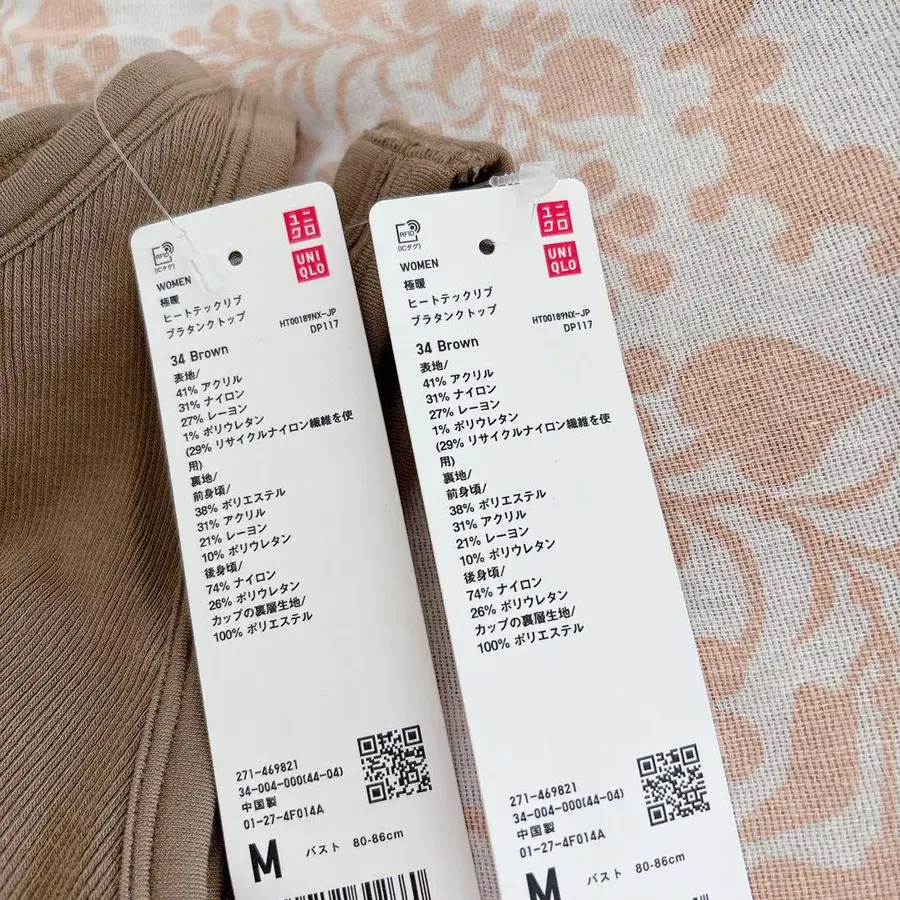 RFID
(ICタグ)
ユニ
クロ
UNI
QLO
WOMEN
極暖
ヒートテックリブ
ブラタンクトップ
HT00189NX-JP
DP117
34 Brown
表地/
41% アクリル
31% ナイロン
27% レーヨン
1% ポリウレタン
(29% リサイクルナイロン繊維を使
用)
裏地/
前身頃/
38% ポリエステル
31% アクリル
21% レーヨン
10% ポリウレタン
後身頃/
74% ナイロン
26% ポリウレタン
カップの裏層生地/
100% ポリエステル
271-469821
34-004-000(44-04)
中国製
01-27-4F014A
M バスト 80-86cm
RFID
(ICタグ)
ユニ
クロ
UNI
QLO
WOMEN
極暖
ヒートテックリブ
ブラタンクトップ
HT00189NX-JP
DP117
34 Brown
表地/
41% アクリル
31% ナイロン
27% レーヨン
1% ポリウレタン
(29% リサイクルナイロン繊維を使
用)
裏地/
前身頃/
38% ポリエステル
31% アクリル
21% レーヨン
10% ポリウレタン
後身頃/
74% ナイロン
26% ポリウレタン
カップの裏層生地/
100% ポリエステル
271-469821
34-004-000(44-04)
中国製
01-27-4F014A
M バスト 80-86cm